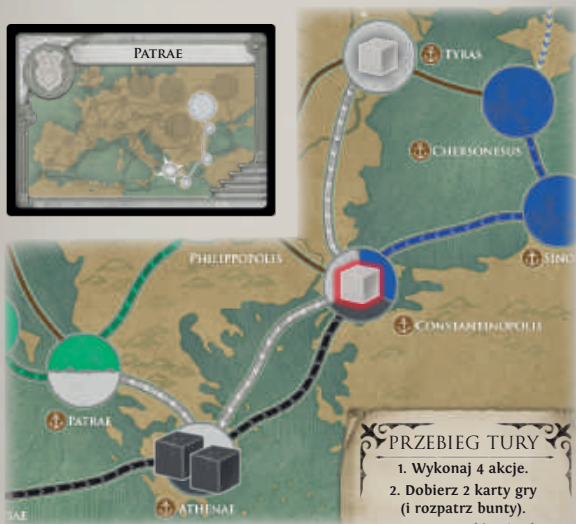 PATRAE
TYRAS
CHERSONESUS
PHILIPPOPOLIS
CONSTANTINOPOLIS
PATRAE
ATHENAE
PRZEBIEG TURY
1. Wykonaj 4 akcje.
2. Dobierz 2 karty gry
(i rozpatrz bunty).